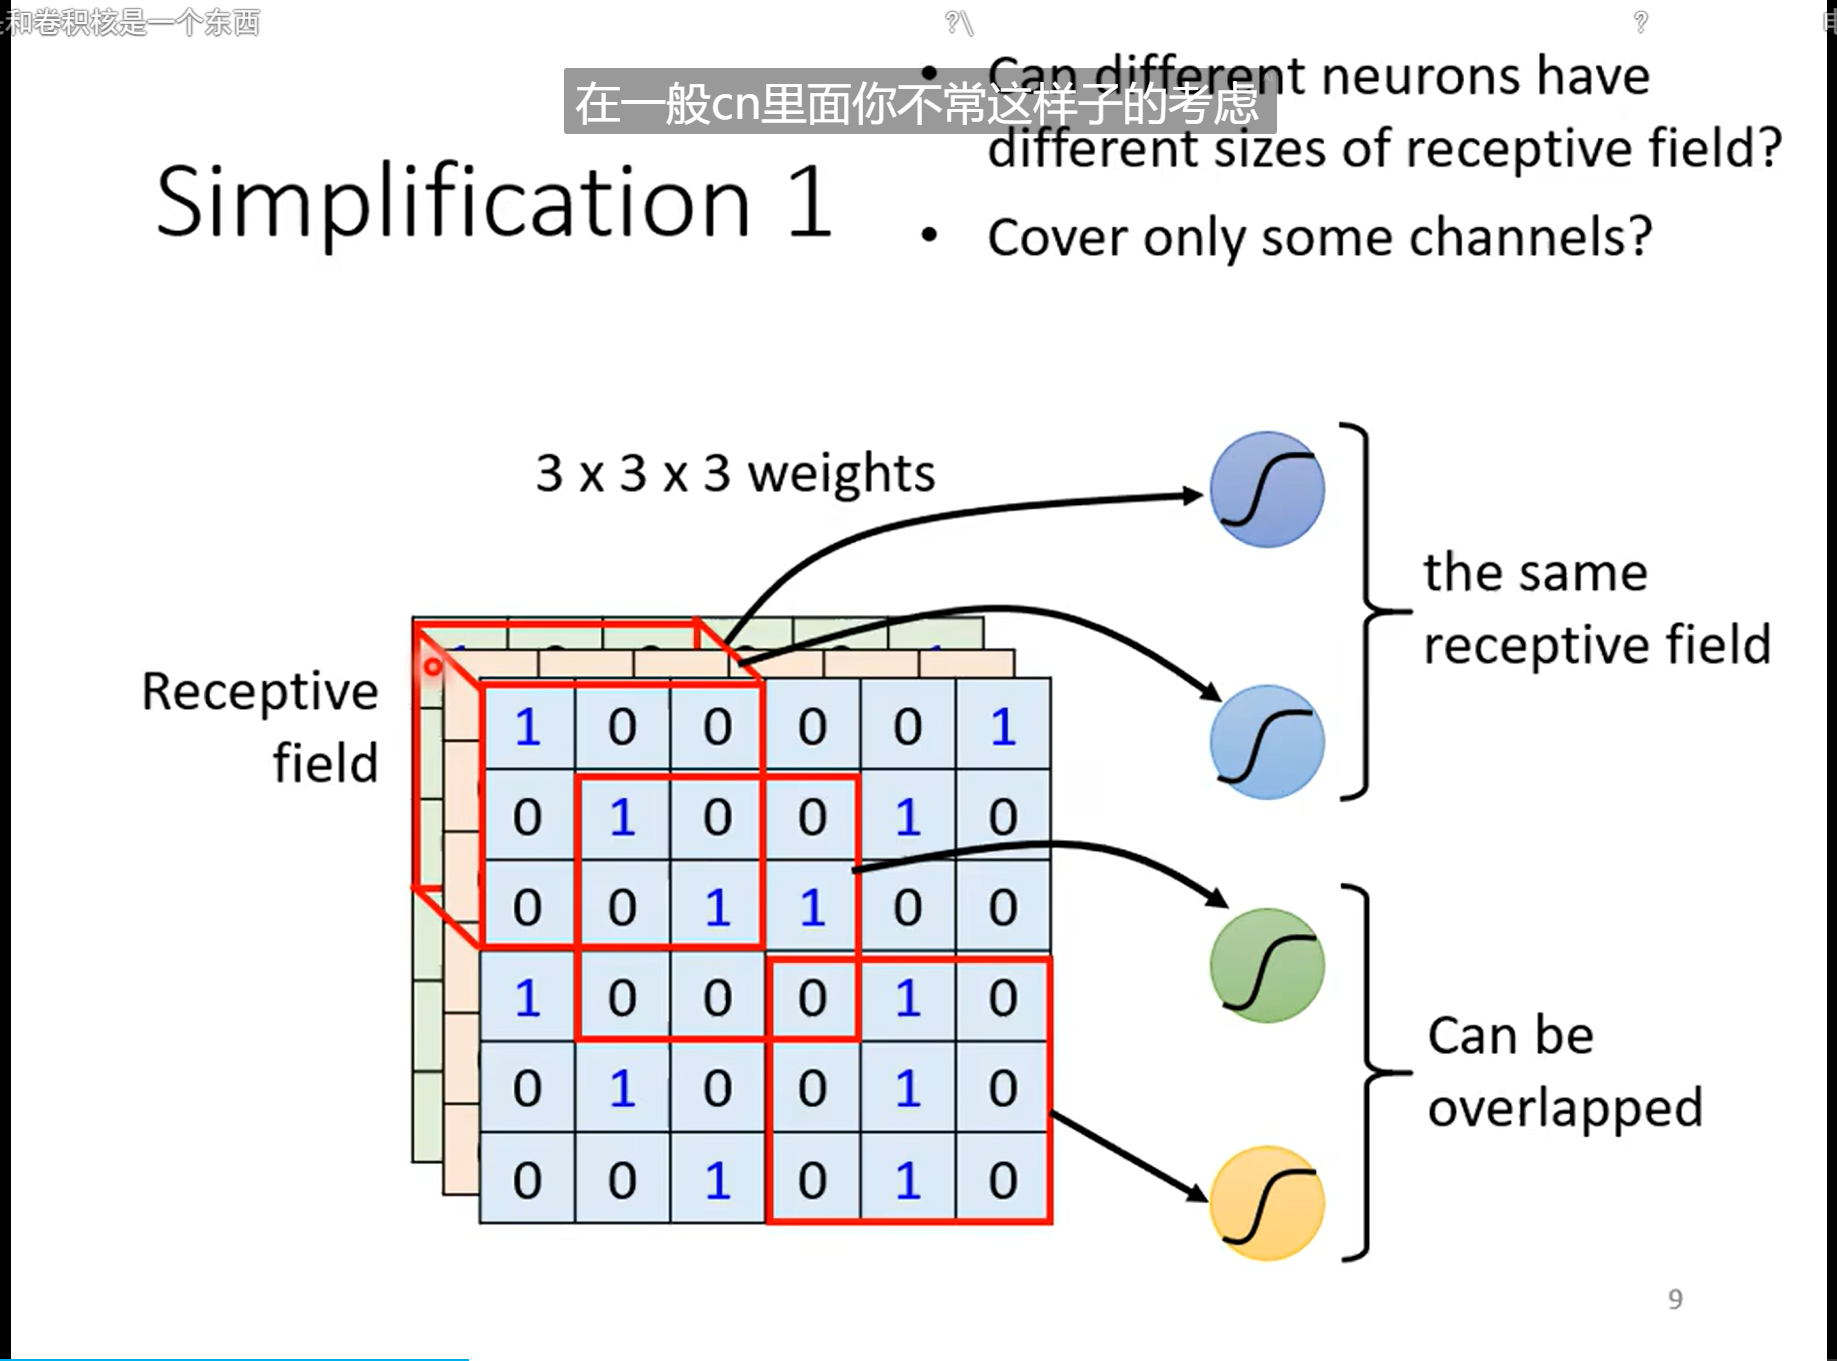 和卷积核是一个东西
?\
?
在一般cn里面你不常这样子的考虑
• Can different neurons have
different sizes of receptive field?
• Cover only some channels?
Simplification 1
3 x 3 x 3 weights
the same
receptive field
Receptive
field
1 0 0 0 0 1
0 1 0 0 1 0
0 0 1 1 0 0
1 0 0 0 1 0
0 1 0 0 1 0
0 0 1 0 1 0
Can be
overlapped
9